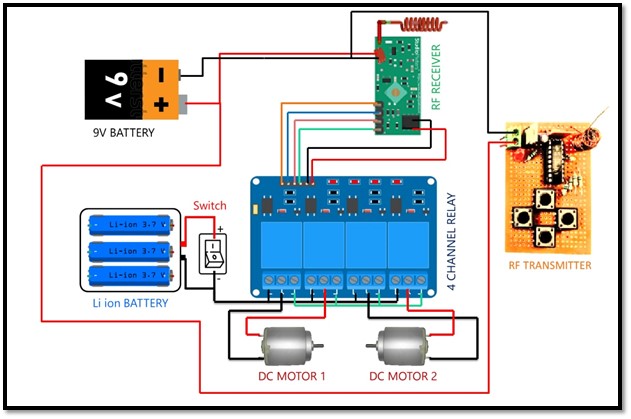 9 V
9V BATTERY
RF RECEIVER
Switch
+
-
Li-ion 3.7
Li-ion 3.7
Li-ion 3.7
Li ion BATTERY
4 CHANNEL RELAY
RF TRANSMITTER
DC MOTOR 1
DC MOTOR 2